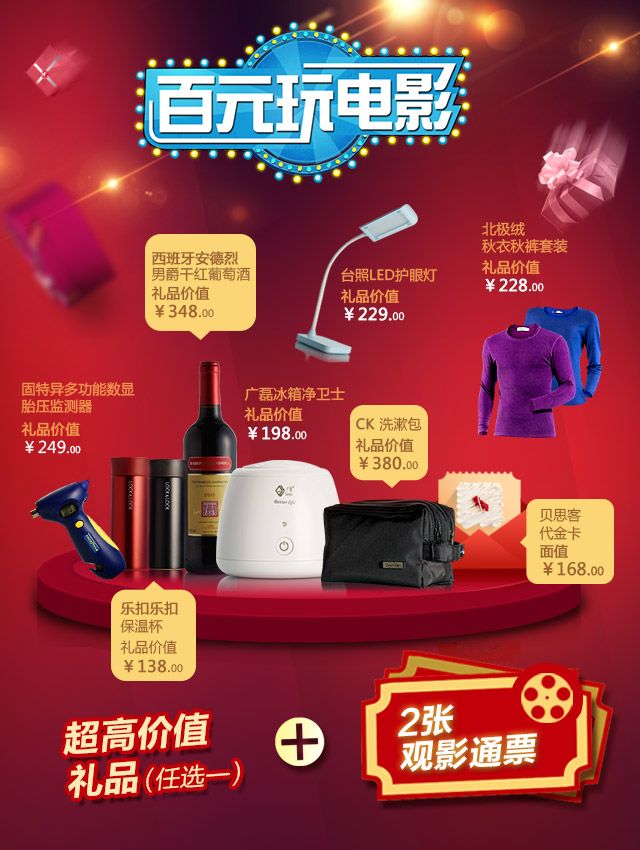 百元玩电影
西班牙安德烈
男爵干红葡萄酒
礼品价值
￥348.00
台照LED护眼灯
礼品价值
￥229.00
北极绒
秋衣秋裤套装
礼品价值
￥228.00
固特异多功能数显
胎压监测器
礼品价值
￥249.00
广磊冰箱净卫士
礼品价值
￥198.00
CK 洗漱包
礼品价值
￥380.00
贝思客
代金卡
面值
￥168.00
LOCK&LOCK
LOCK&LOCK
Better life
乐扣乐扣
保温杯
礼品价值
￥138.00
超高价值
礼品(任选一)
2张
观影通票